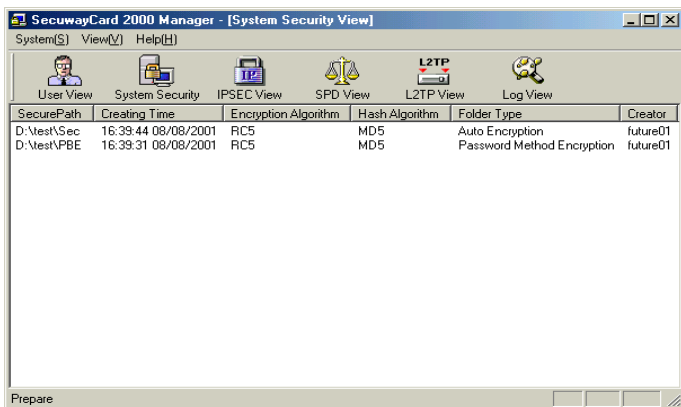 SecuwayCard 2000 Manager - [System Security View]
System(S) View(V) Help(H)
L2TP
IP
User View System Security IPSEC View SPD View L2TP View Log View
SecurePath Creating Time Encryption Algorithm Hash Algorithm Folder Type Creator
D:\test\Sec 16:39:44 08/08/2001 RC5 MD5 Auto Encryption future01
D:\test\PBE 16:39:31 08/08/2001 RC5 MD5 Password Method Encryption future01
Prepare